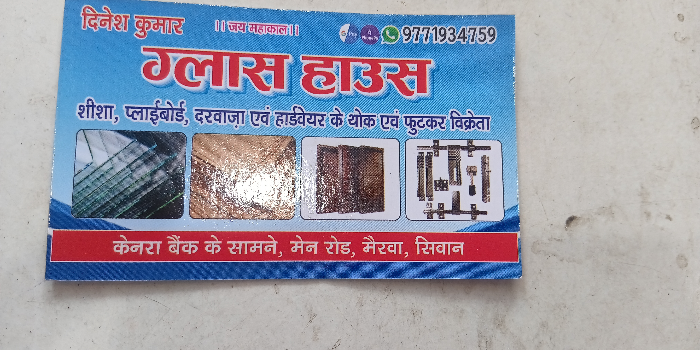 दिनेश कुमार
।।जय महाकाल।।
9771934759
ग्लास हाउस
शीशा, प्लाईबोर्ड, दरवाज़ा एवं हार्डवेयर के थोक एवं फुटकर विक्रेता
केनरा बैंक के सामने, मेन रोड, मैरवा, सिवान